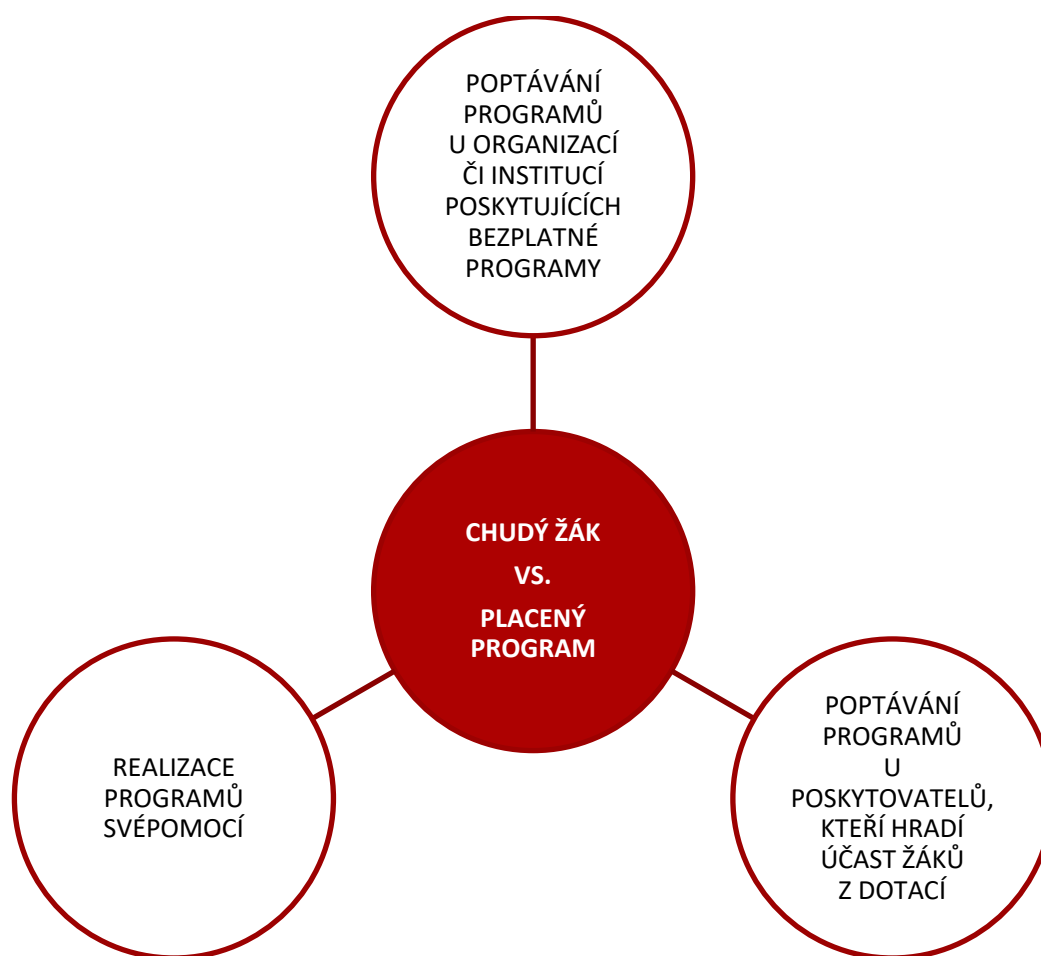 POPTÁVÁNÍ
PROGRAMŮ
U ORGANIZACÍ
ČI INSTITUCÍ
POSKYTUJÍCÍCH
BEZPLATNÉ
PROGRAMY
CHUDÝ ŽÁK
VS.
PLACENÝ
PROGRAM
REALIZACE
PROGRAMŮ
SVÉPOMOCÍ
POPTÁVÁNÍ
PROGRAMŮ
U
POSKYTOVATELŮ,
KTEŘÍ HRADÍ
ÚČAST ŽÁKŮ
Z DOTACÍ